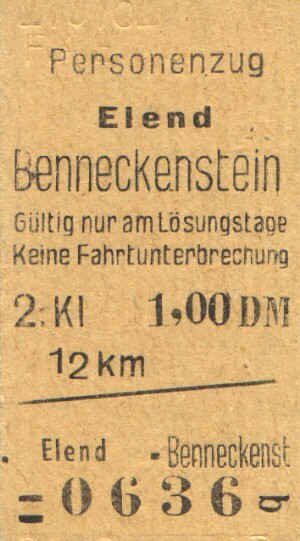 Personenzug
Elend
Benneckenstein
Gültig nur am Lösungstage
Keine Fahrtunterbrechung
2. Kl 1,00 DM
12 km
Elend - Benneckenst
0636